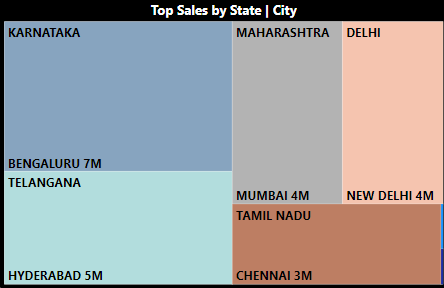 Top Sales by State | City
KARNATAKA
BENGALURU 7M
TELANGANA
HYDERABAD 5M
MAHARASHTRA
MUMBAI 4M
DELHI
NEW DELHI 4M
TAMIL NADU
CHENNAI 3M